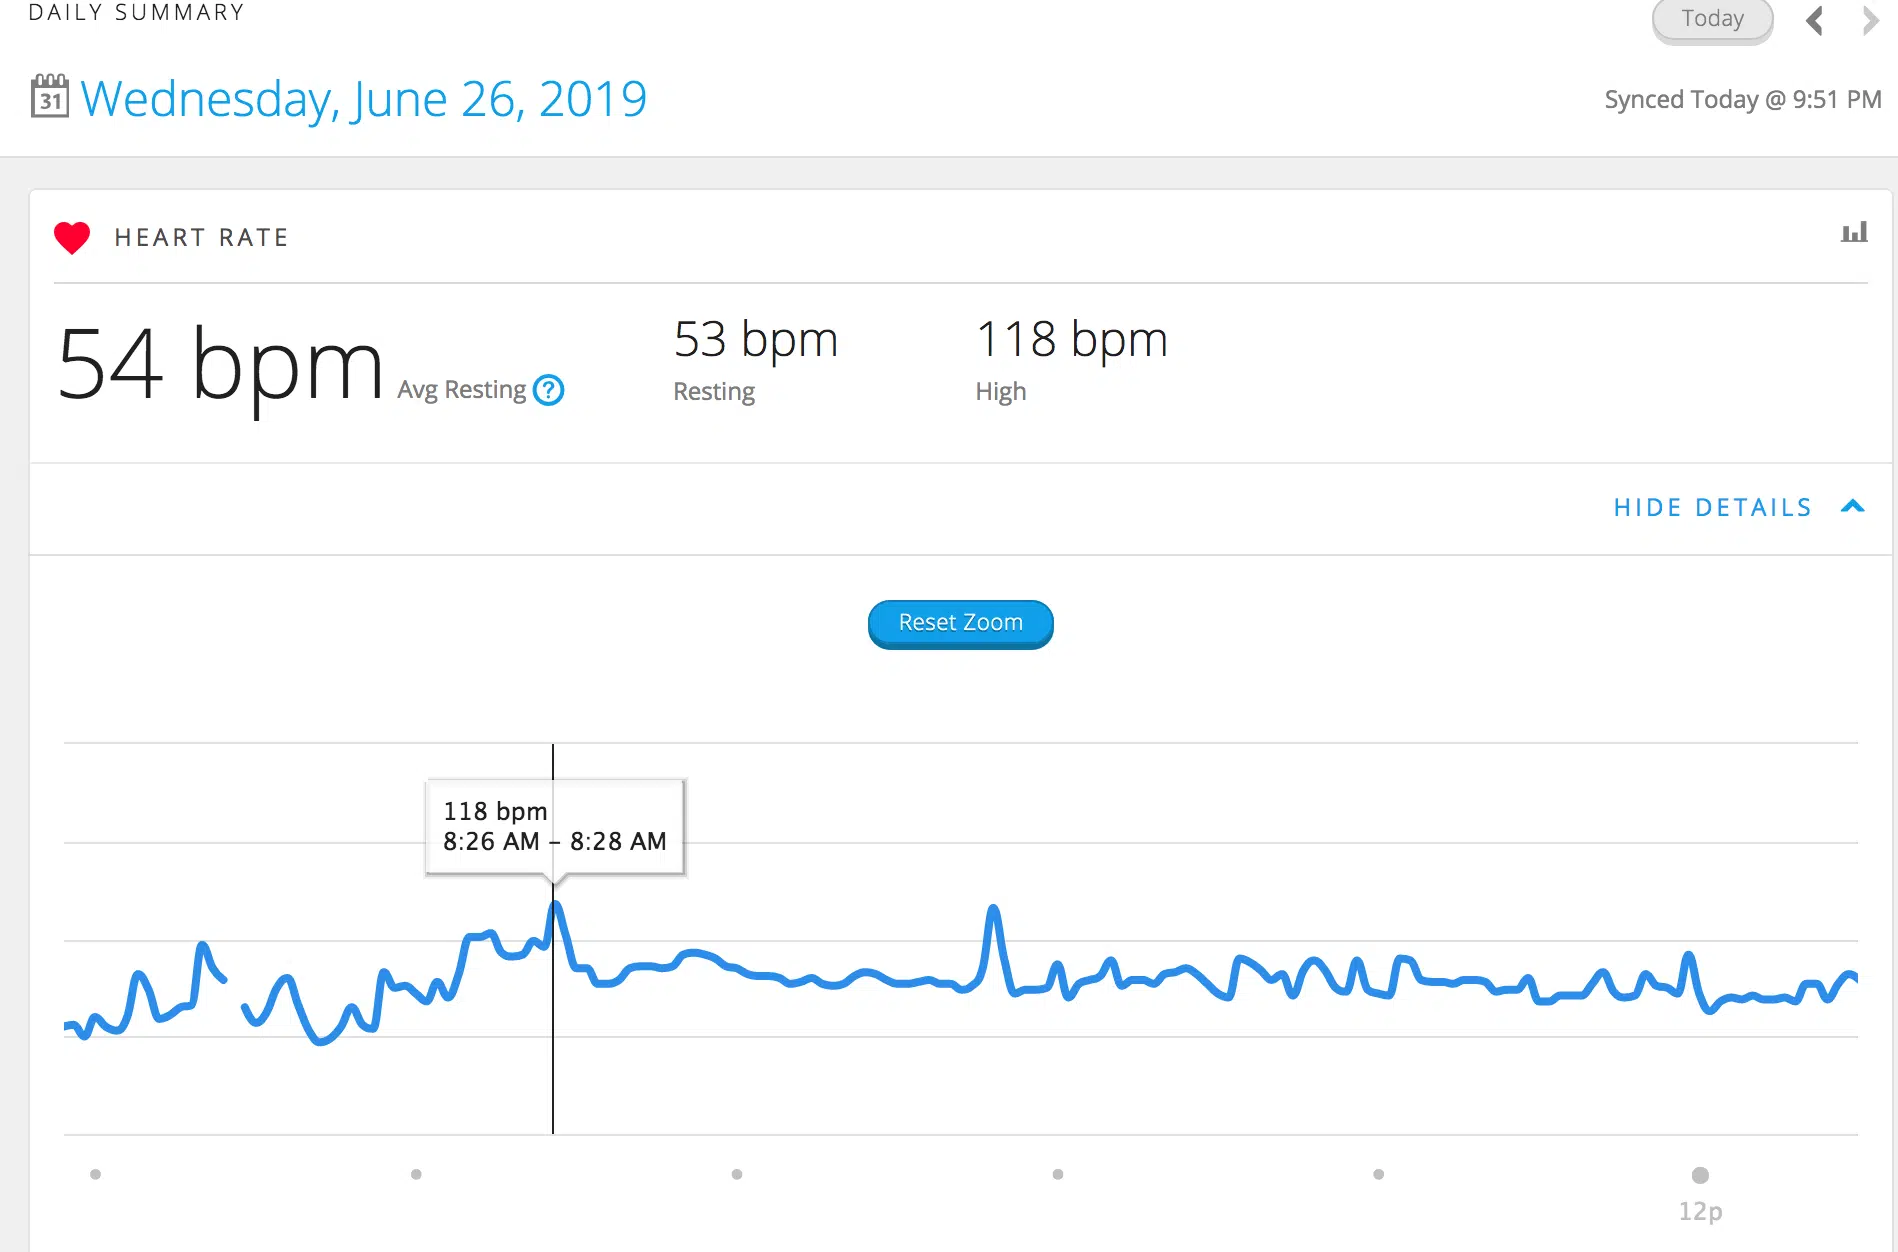 DAILY SUMMARY
Today
31
Wednesday, June 26, 2019
Synced Today @ 9:51 PM
HEART RATE
54 bpm Avg Resting ?
53 bpm
Resting
118 bpm
High
HIDE DETAILS
Reset Zoom
118 bpm
8:26 AM – 8:28 AM
12p